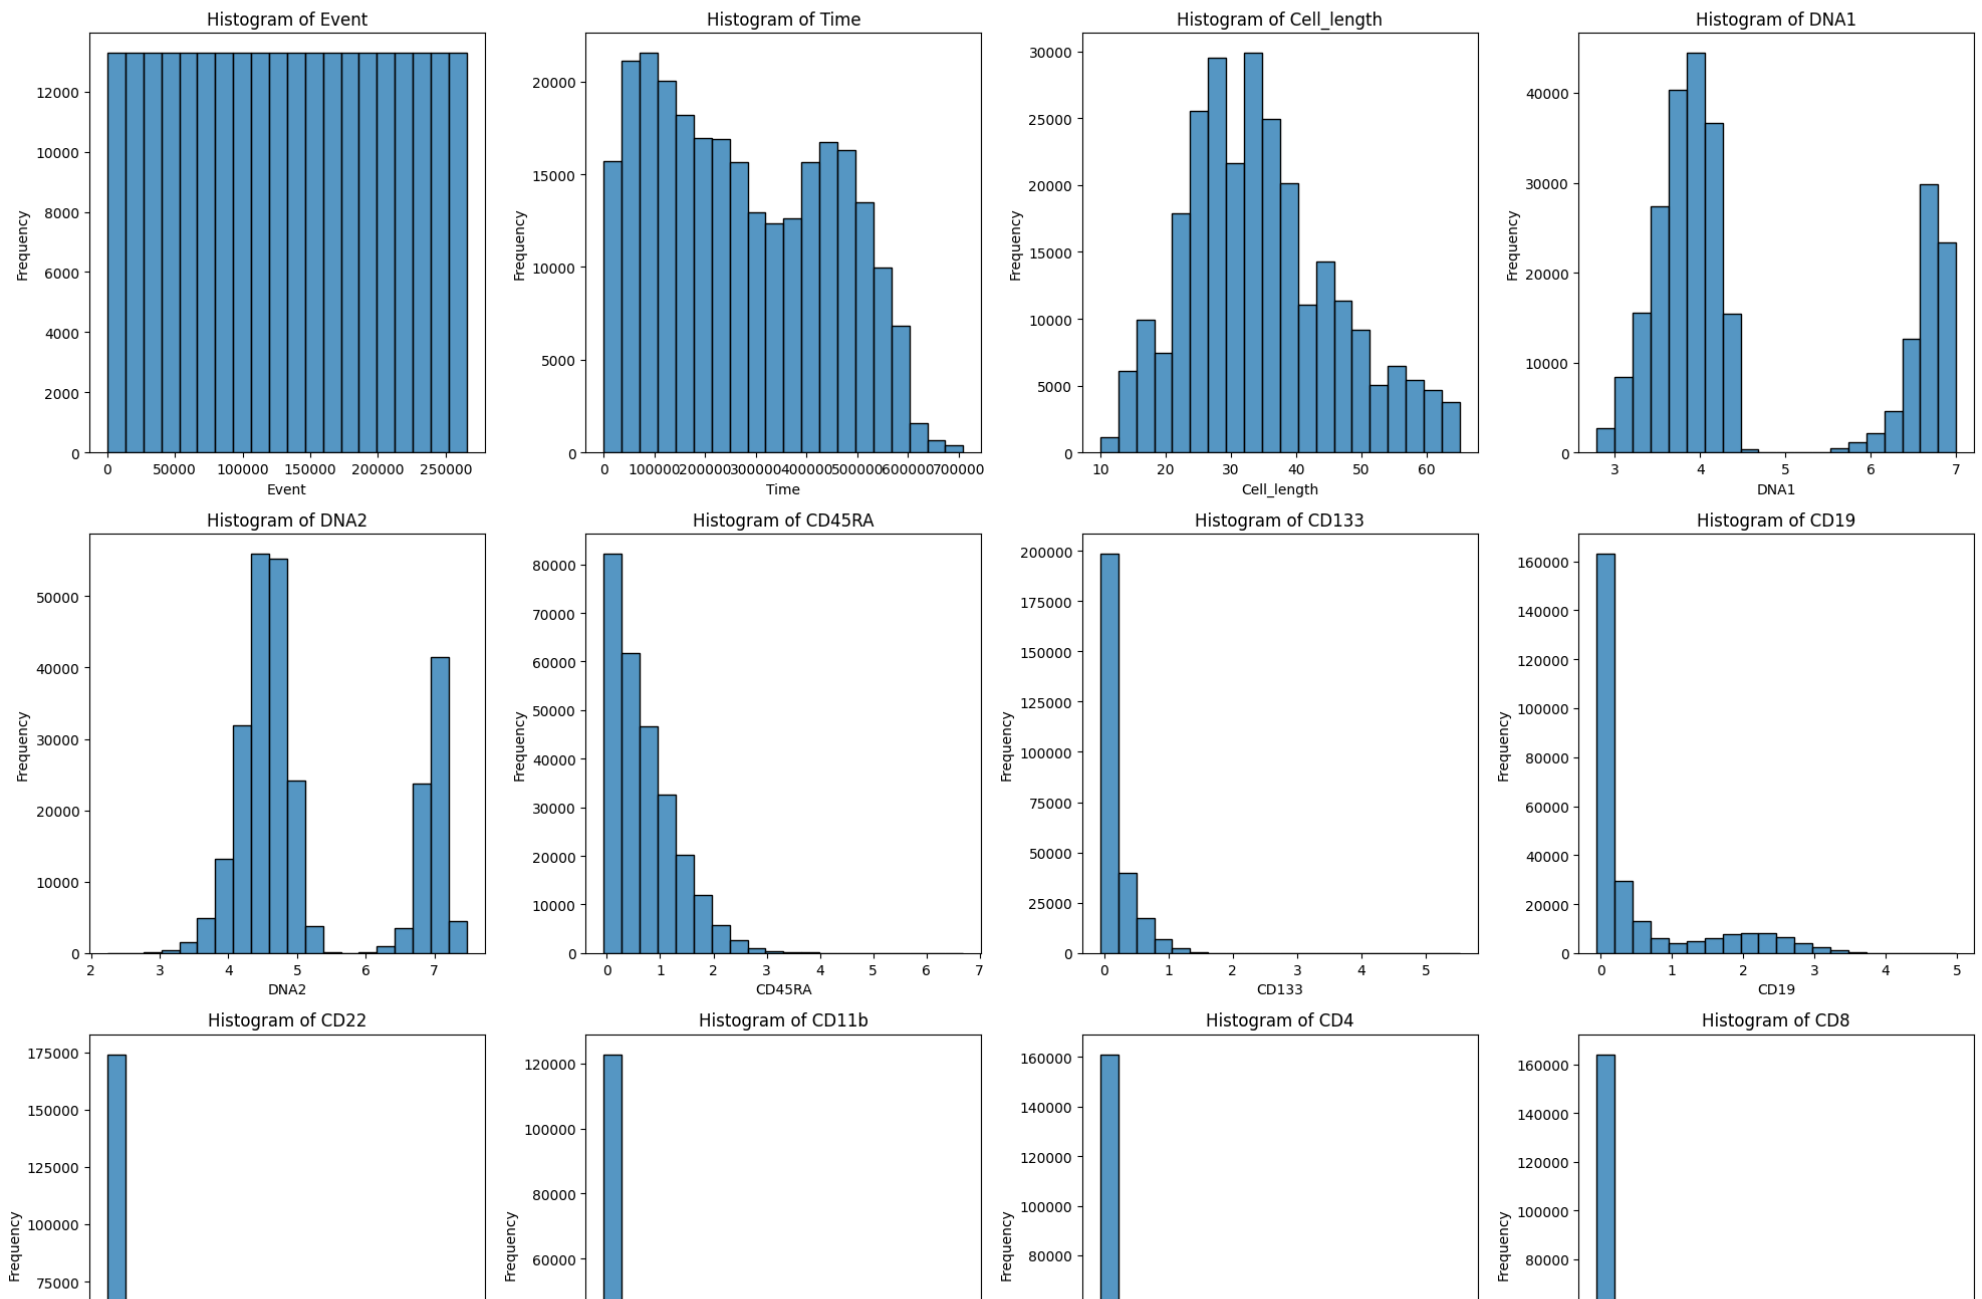 Histogram of Event
Histogram of Time
Histogram of Cell_length
Histogram of DNA1
Frequency
12000
10000
8000
6000
4000
2000
0
0 50000 100000 150000 200000 250000
Event
Frequency
20000
15000
10000
5000
0
0 100000 200000 300000 400000 500000 600000 700000
Time
Frequency
30000
25000
20000
15000
10000
5000
0
10 20 30 40 50 60
Cell_length
Frequency
40000
30000
20000
10000
0
3 4 5 6 7
DNA1
Histogram of DNA2
Histogram of CD45RA
Histogram of CD133
Histogram of CD19
Frequency
50000
40000
30000
20000
10000
0
2 3 4 5 6 7
DNA2
Frequency
80000
70000
60000
50000
40000
30000
20000
10000
0
0 1 2 3 4 5 6 7
CD45RA
Frequency
200000
175000
150000
125000
100000
75000
50000
25000
0
0 1 2 3 4 5
CD133
Frequency
160000
140000
120000
100000
80000
60000
40000
20000
0
0 1 2 3 4 5
CD19
Histogram of CD22
Histogram of CD11b
Histogram of CD4
Histogram of CD8
Frequency
175000
150000
125000
100000
75000
Frequency
120000
100000
80000
60000
Frequency
160000
140000
120000
100000
80000
Frequency
160000
140000
120000
100000
80000